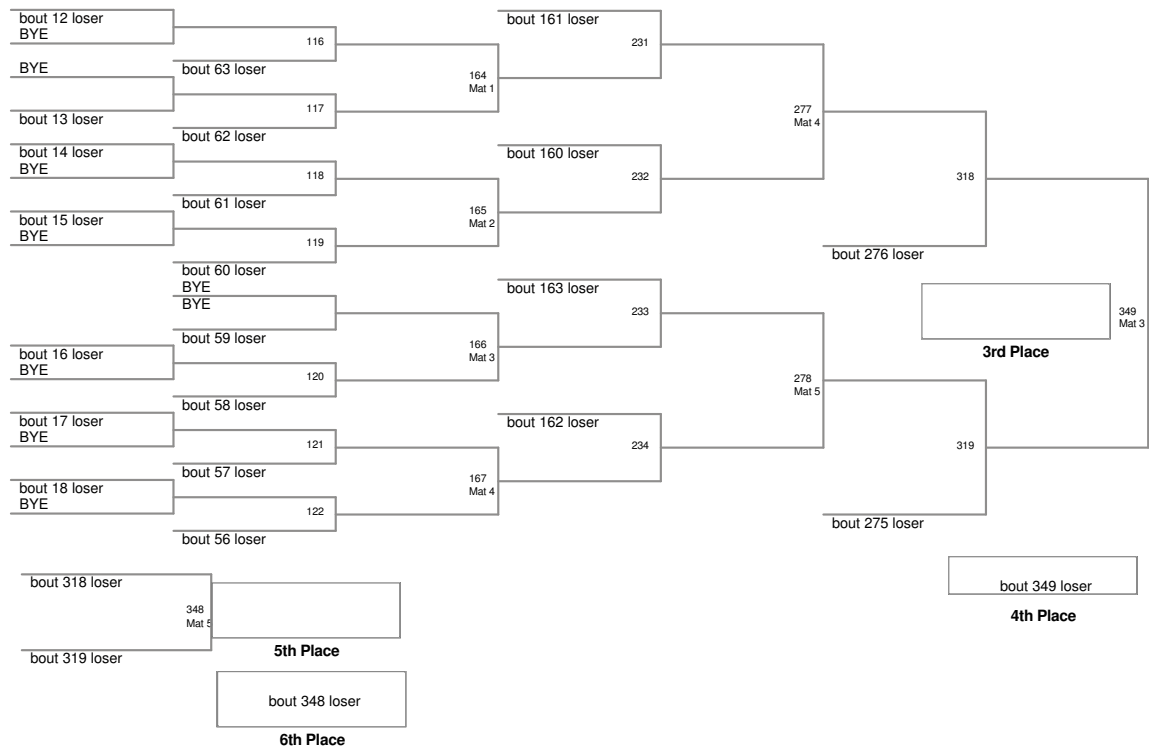 bout 12 loser
BYE
BYE
bout 13 loser
bout 14 loser
BYE
bout 15 loser
BYE
bout 16 loser
BYE
bout 17 loser
BYE
bout 18 loser
BYE
116
bout 63 loser
117
bout 62 loser
118
bout 61 loser
119
bout 60 loser
BYE
BYE
bout 59 loser
120
bout 58 loser
121
bout 57 loser
122
bout 56 loser
164
Mat 1
165
Mat 2
166
Mat 3
167
Mat 4
bout 161 loser
231
bout 160 loser
232
bout 163 loser
233
bout 162 loser
234
277
Mat 4
278
Mat 5
318
bout 276 loser
319
bout 275 loser
349
Mat 3
3rd Place
bout 349 loser
4th Place
bout 318 loser
348
Mat 5
bout 319 loser
5th Place
bout 348 loser
6th Place